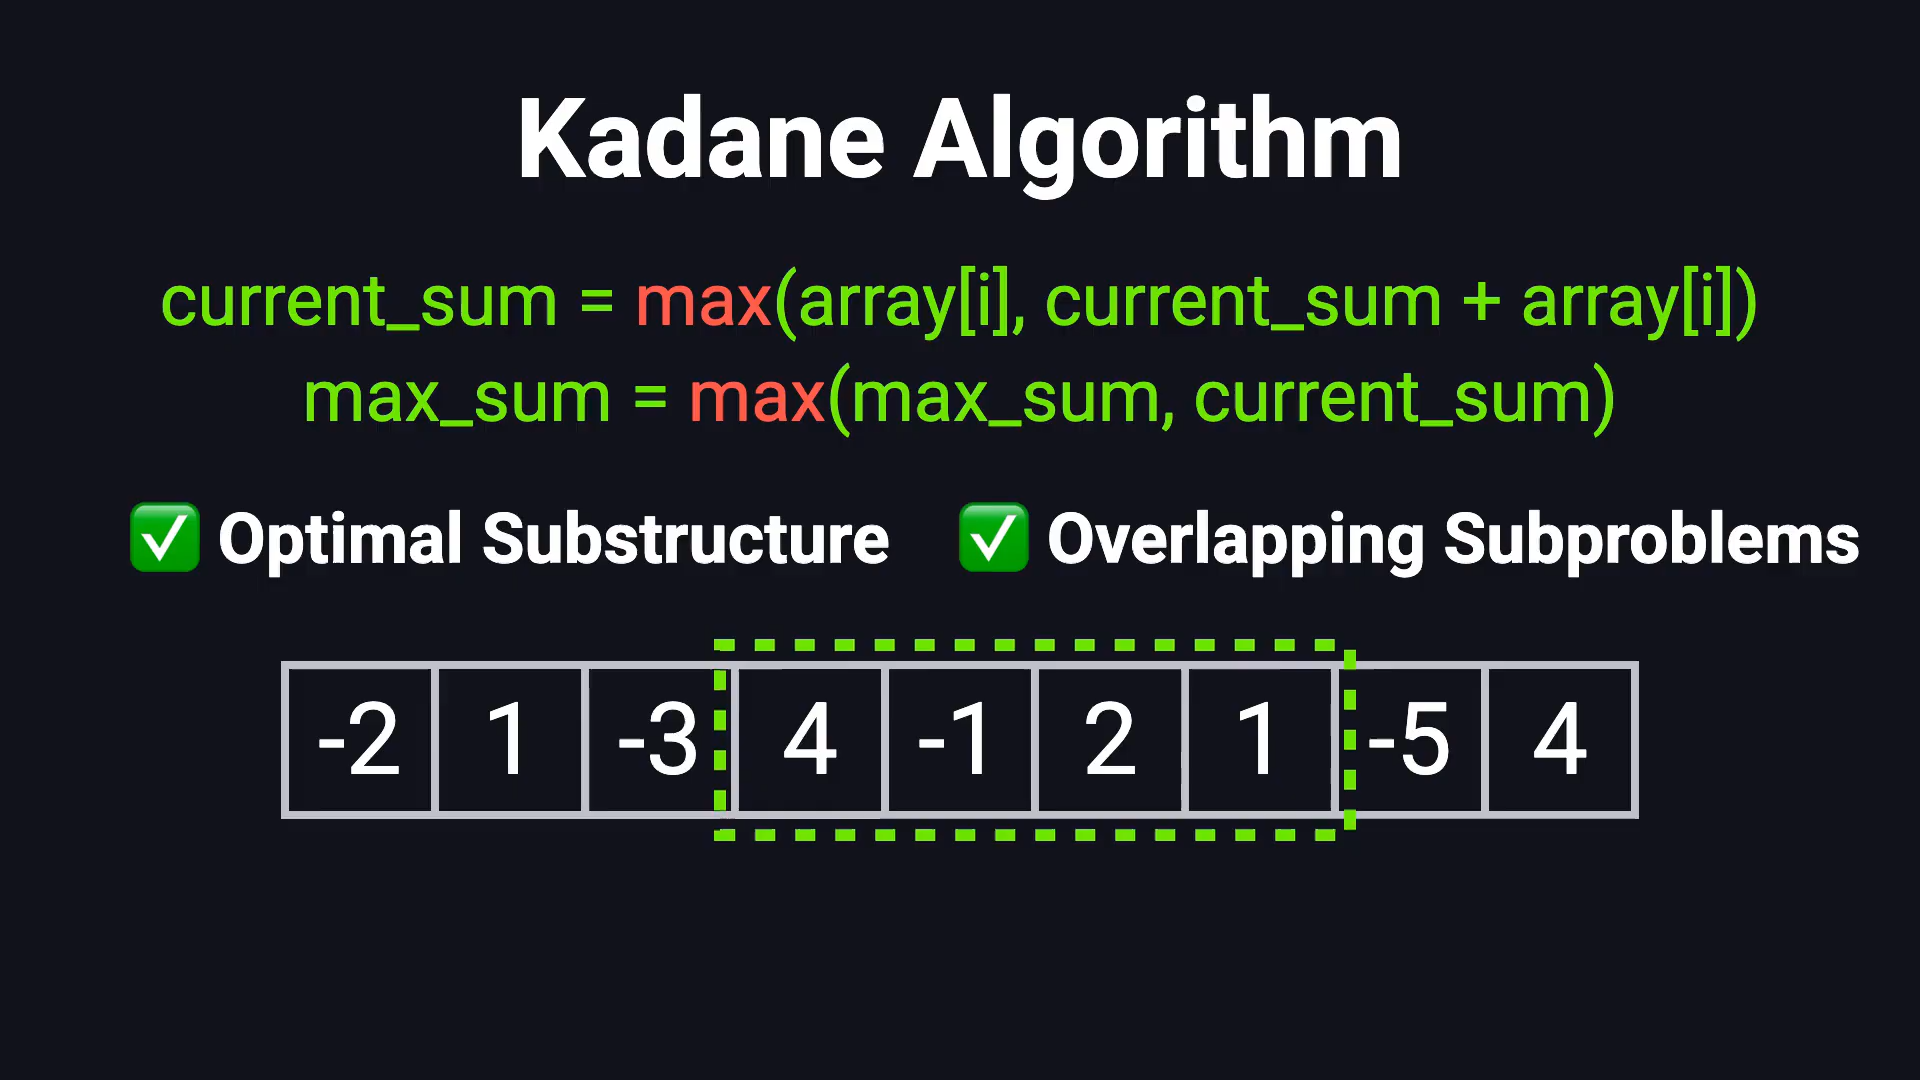 Kadane Algorithm
current_sum = max(array[i], current_sum + array[i])
max_sum = max(max_sum, current_sum)
✅ Optimal Substructure ✅ Overlapping Subproblems
-2 1 -3 4 -1 2 1 -5 4